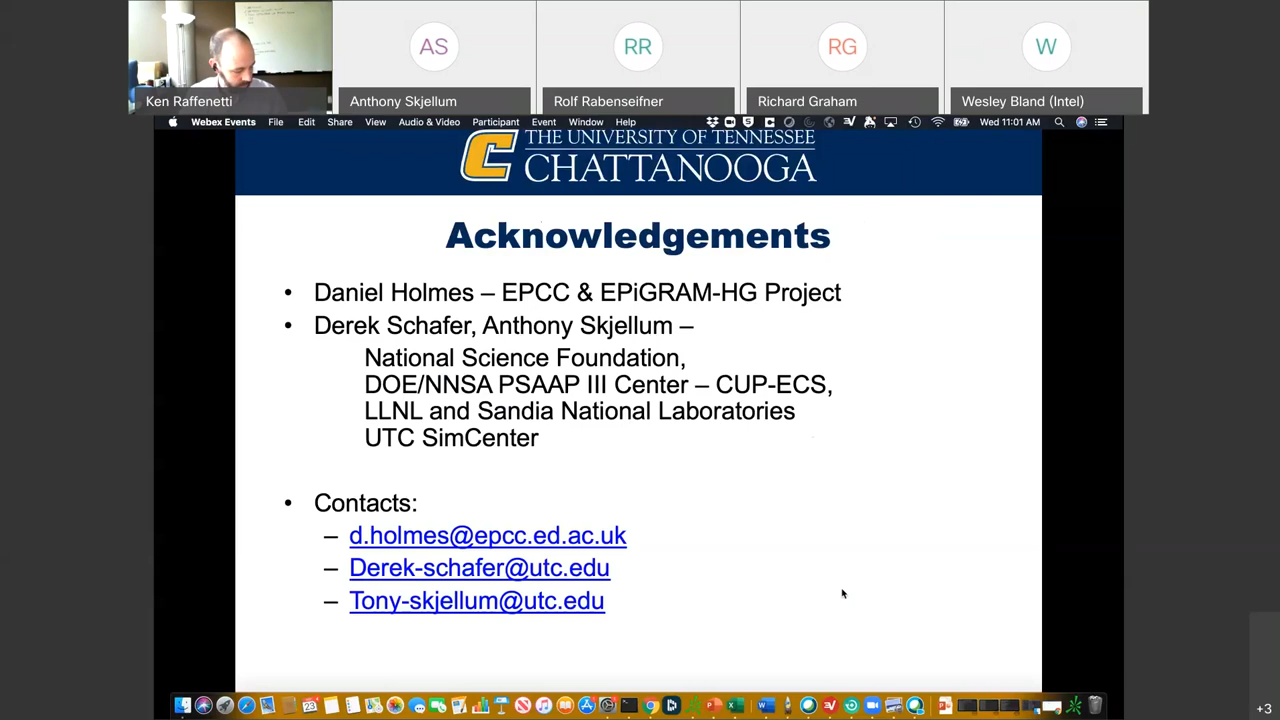 AS
RR
RG
W
Ken Raffenetti
Anthony Skjellum
Rolf Rabenseifner
Richard Graham
Wesley Bland (Intel)
Webex Events File Edit Share View Audio & Video Participant Event Window Help Wed 11:01 AM
THE UNIVERSITY OF TENNESSEE
CHATTANOOGA
Acknowledgements
• Daniel Holmes – EPCC & EPiGRAM-HG Project
• Derek Schafer, Anthony Skjellum –
National Science Foundation,
DOE/NNSA PSAAP III Center – CUP-ECS,
LLNL and Sandia National Laboratories
UTC SimCenter
• Contacts:
– d.holmes@epcc.ed.ac.uk
– Derek-schafer@utc.edu
– Tony-skjellum@utc.edu
23
+3